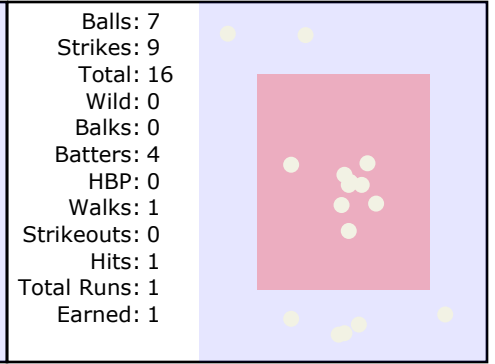 Balls: 7
Strikes: 9
Total: 16
Wild: 0
Balks: 0
Batters: 4
HBP: 0
Walks: 1
Strikeouts: 0
Hits: 1
Total Runs: 1
Earned: 1